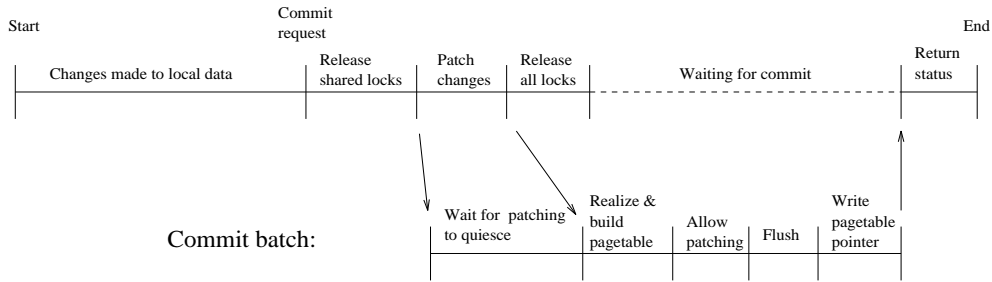 Start
Commit
request
End
Changes made to local data
Release
shared locks
Patch
changes
Release
all locks
Waiting for commit
Return
status
Commit batch:
Wait for patching
to quiesce
Realize &
build
pagetable
Allow
patching
Flush
Write
pagetable
pointer